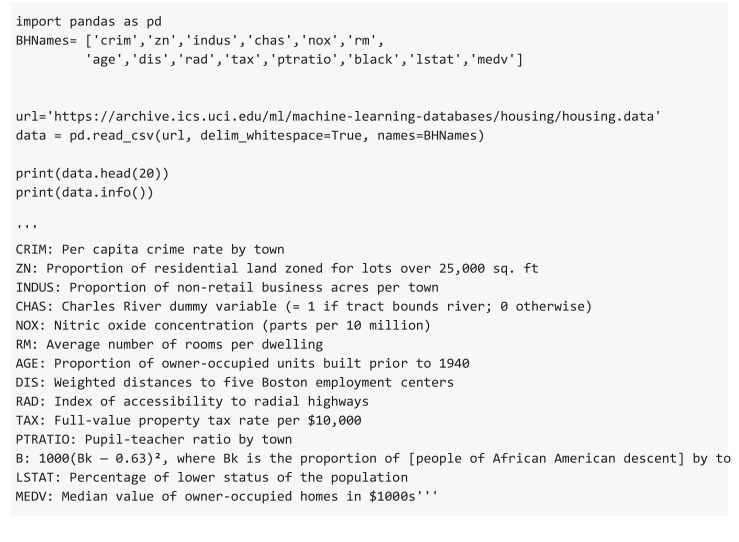 import pandas as pd
BHNames= ['crim','zn','indus','chas','nox','rm',
'age','dis','rad','tax','ptratio','black','lstat','medv']
url='https://archive.ics.uci.edu/ml/machine-learning-databases/housing/housing.data'
data = pd.read_csv(url, delim_whitespace=True, names=BHNames)
print(data.head(20))
print(data.info())
'''
CRIM: Per capita crime rate by town
ZN: Proportion of residential land zoned for lots over 25,000 sq. ft
INDUS: Proportion of non-retail business acres per town
CHAS: Charles River dummy variable (= 1 if tract bounds river; 0 otherwise)
NOX: Nitric oxide concentration (parts per 10 million)
RM: Average number of rooms per dwelling
AGE: Proportion of owner-occupied units built prior to 1940
DIS: Weighted distances to five Boston employment centers
RAD: Index of accessibility to radial highways
TAX: Full-value property tax rate per $10,000
PTRATIO: Pupil-teacher ratio by town
B: 1000(Bk — 0.63)², where Bk is the proportion of [people of African American descent] by to
LSTAT: Percentage of lower status of the population
MEDV: Median value of owner-occupied homes in $1000s'''